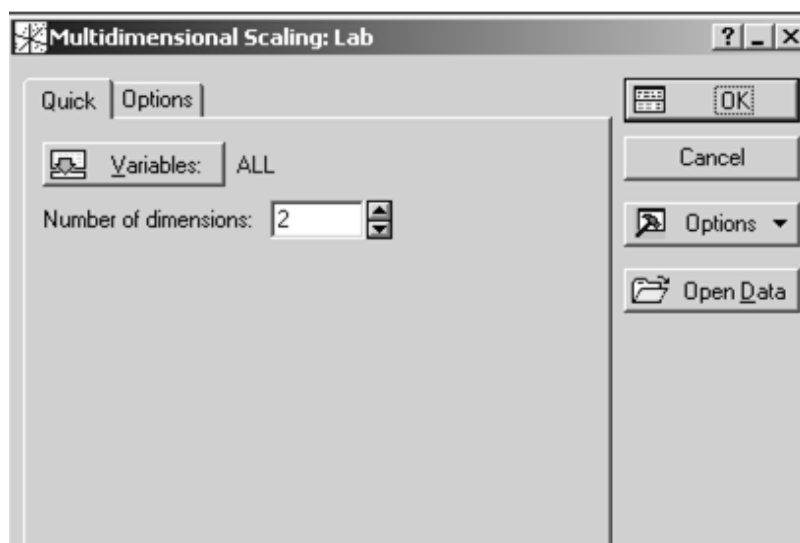 Multidimensional Scaling: Lab
Quick
Options
Variables: ALL
Number of dimensions: 2
OK
Cancel
Options
Open Data